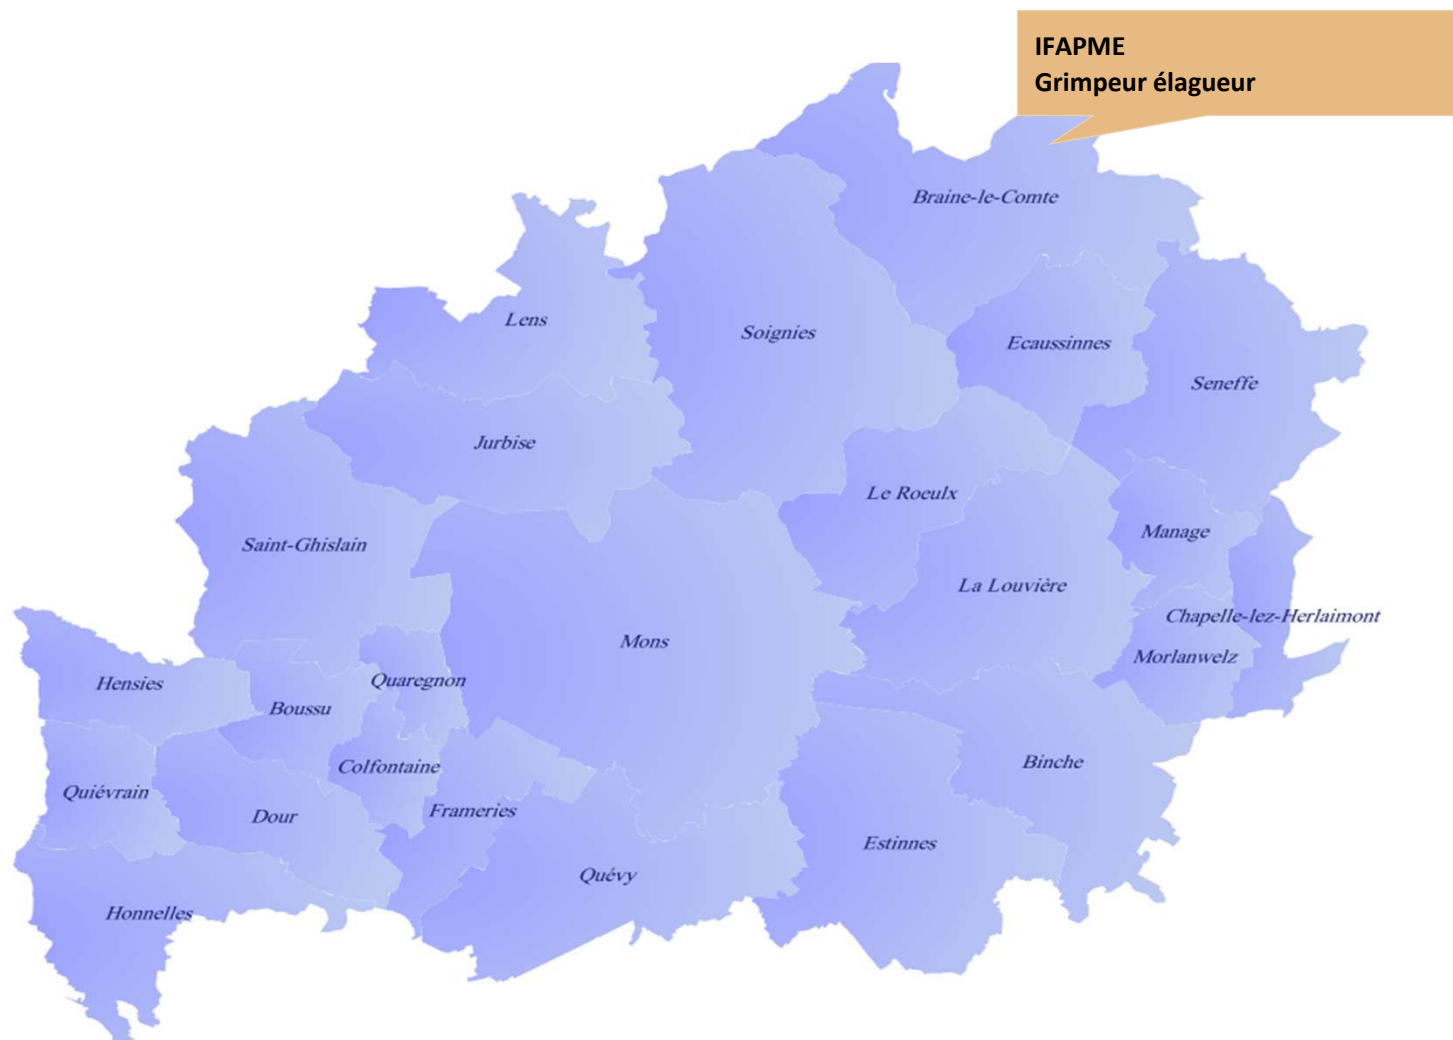 IFAPME
Grimpeur élagueur
Braine-le-Comte
Lens
Soignies
Ecaussinnes
Seneffe
Jurbise
Le Roeulx
Manage
Saint-Ghislain
La Louvière
Chapelle-lez-Herlaimont
Mons
Morlanwelz
Hensies
Quaregnon
Boussu
Binche
Colfontaine
Quiévrain
Frameries
Dour
Estinnes
Quévy
Honnelles